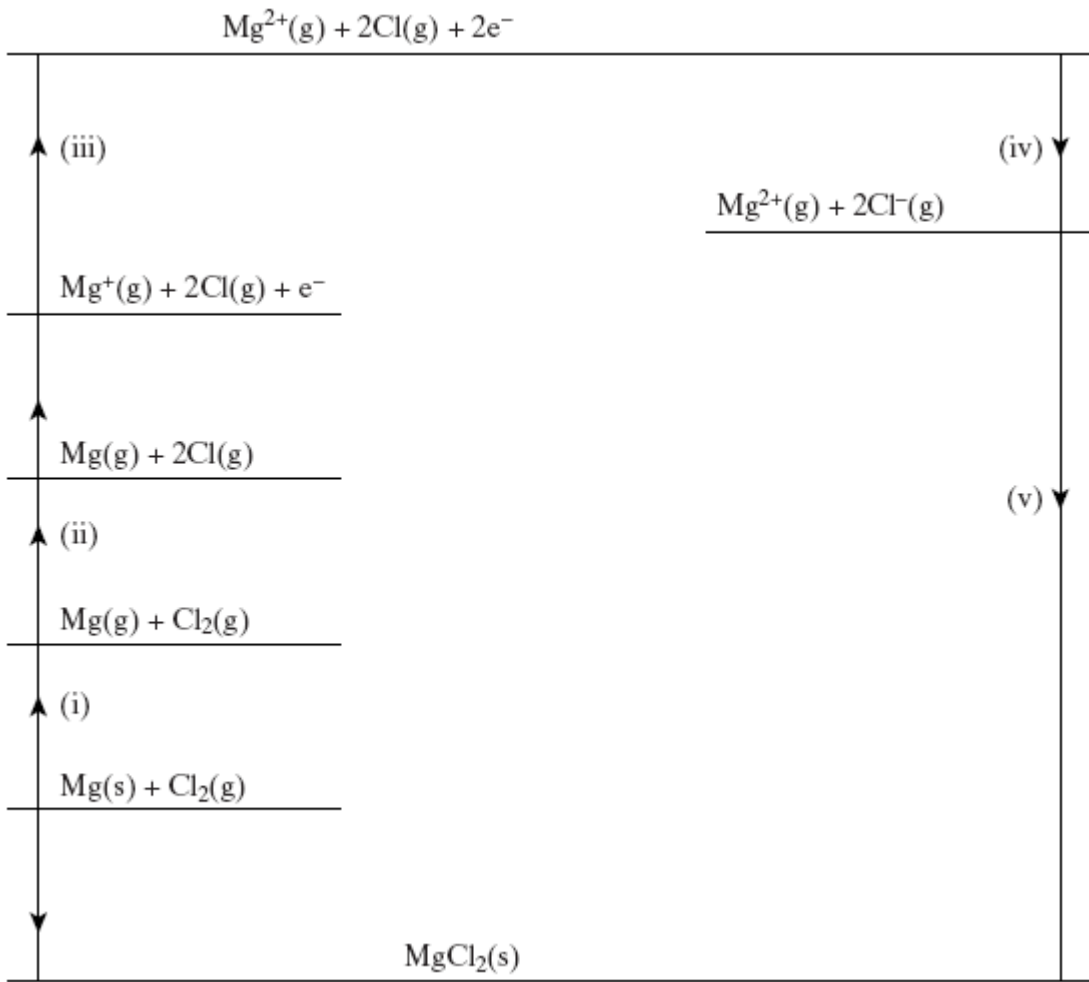 Mg²⁺(g) + 2Cl(g) + 2e⁻
(iii)
(iv)
Mg²⁺(g) + 2Cl⁻(g)
Mg⁺(g) + 2Cl(g) + e⁻
Mg(g) + 2Cl(g)
(v)
(ii)
Mg(g) + Cl₂(g)
(i)
Mg(s) + Cl₂(g)
MgCl₂(s)